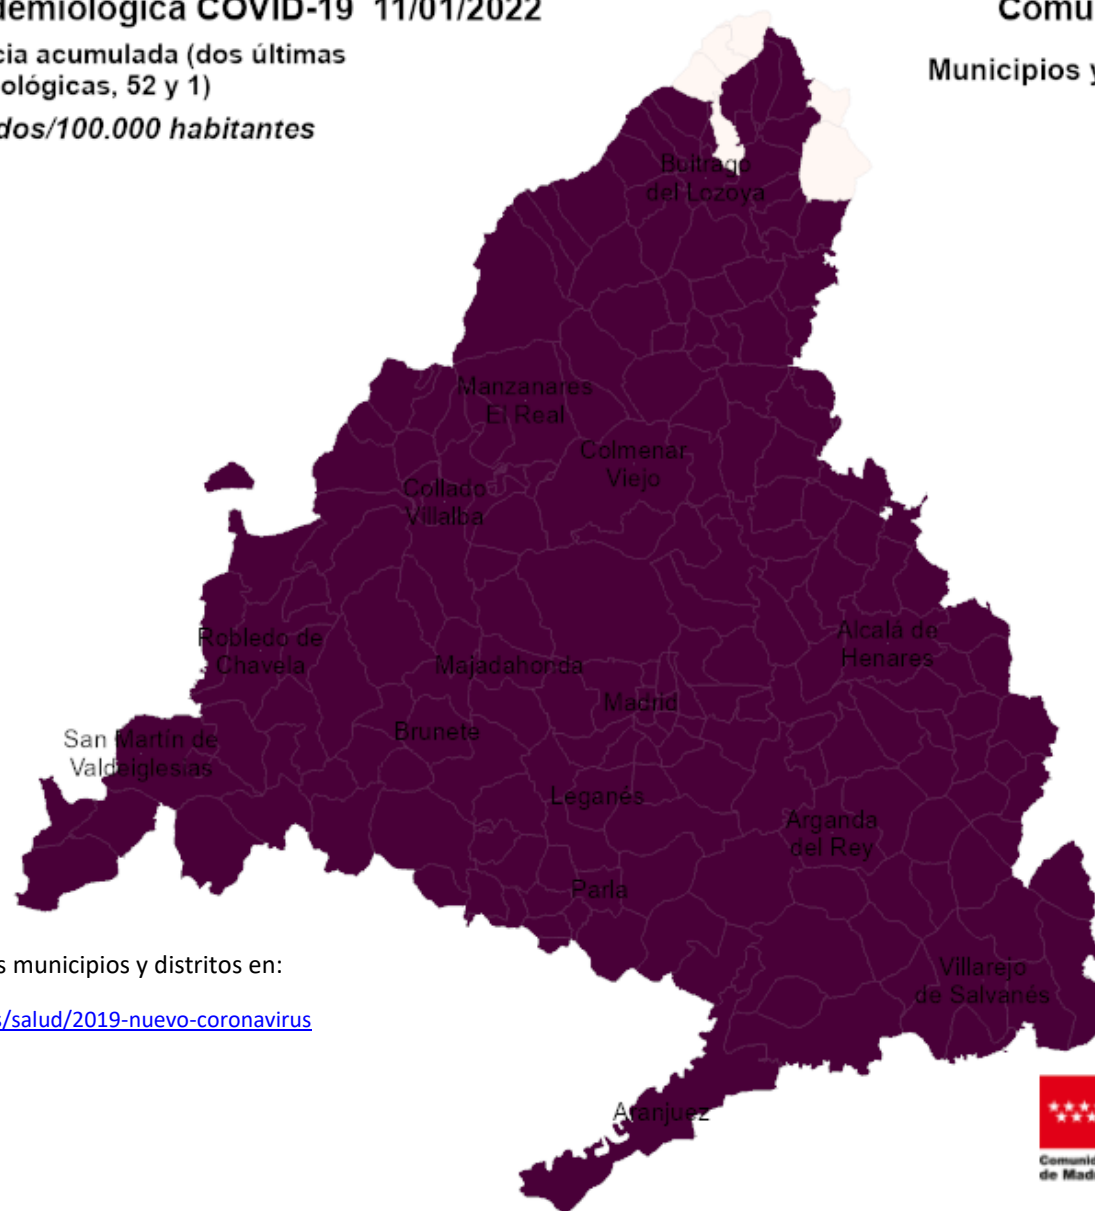 demiológica COVID-19 11/01/2022
Comu
cia acumulada (dos últimas
ológicas, 52 y 1)
Municipios y
dos/100.000 habitantes
Buitrago
del Lozoya
Manzanares
El Real
Colmenar
Viejo
Collado
Villalba
Robledo de
Chavela
Majadahonda
Alcalá de
Henares
Madrid
Brunete
San Martín de
Valdeiglesias
Leganés
Arganda
del Rey
Parla
Villarejo
de Salvanés
s municipios y distritos en:
s/salud/2019-nuevo-coronavirus
Aranjuez
Comunid
de Madr